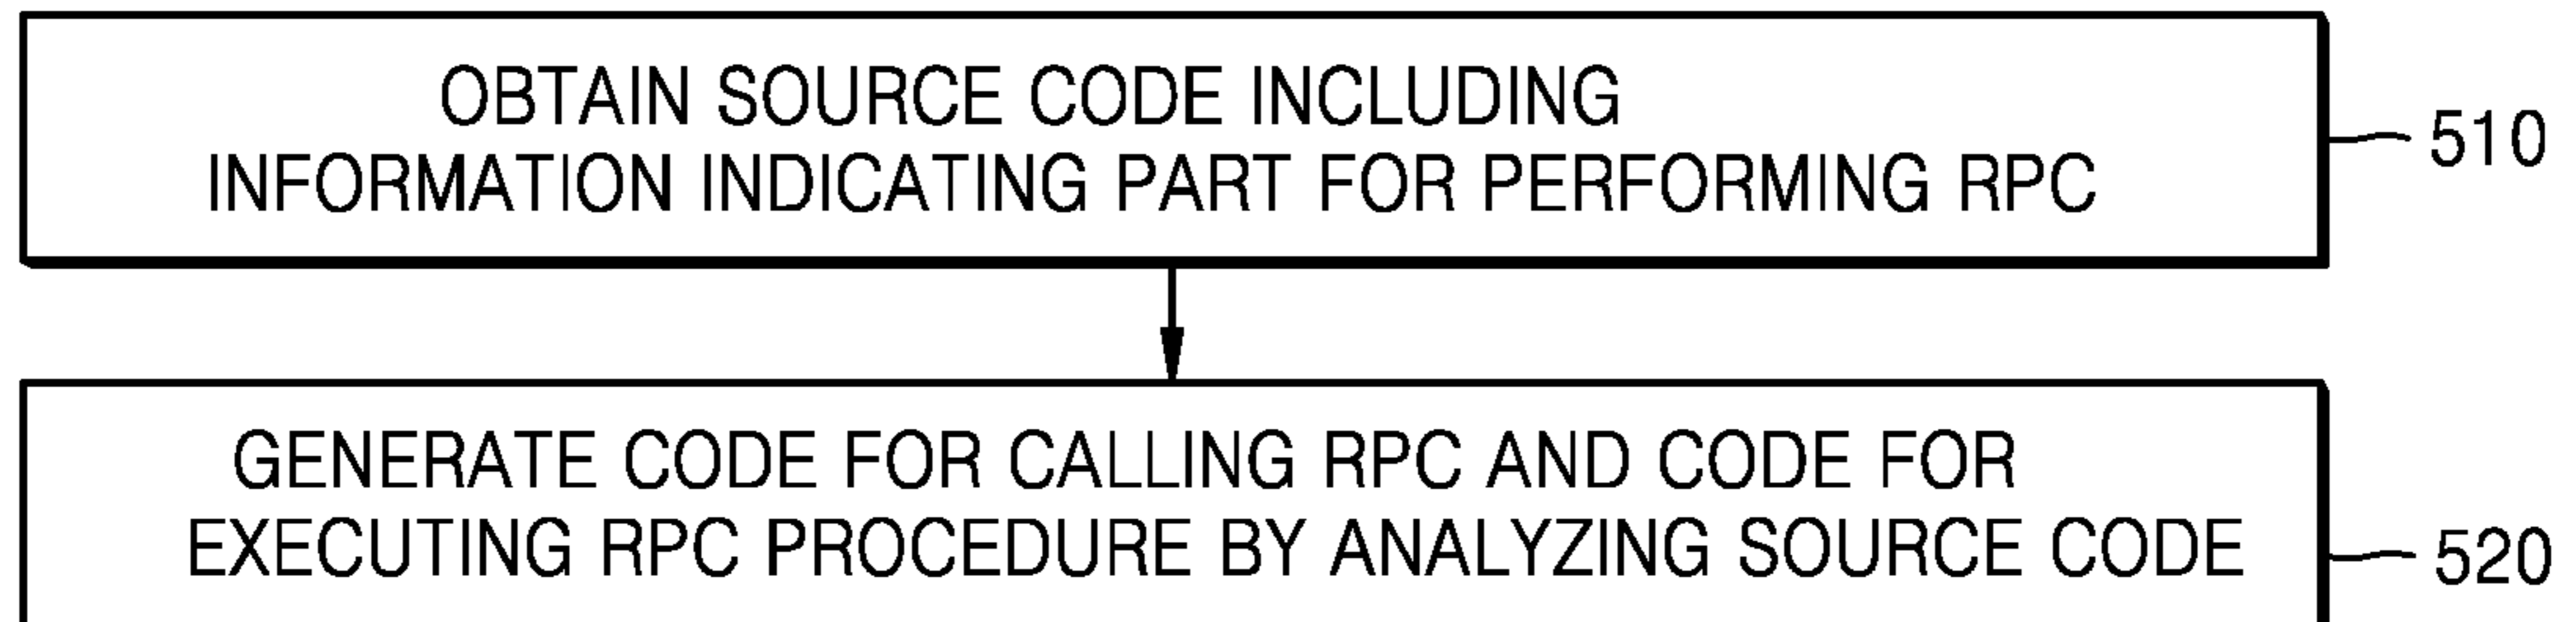 OBTAIN SOURCE CODE INCLUDING
INFORMATION INDICATING PART FOR PERFORMING RPC
510
GENERATE CODE FOR CALLING RPC AND CODE FOR
EXECUTING RPC PROCEDURE BY ANALYZING SOURCE CODE
520